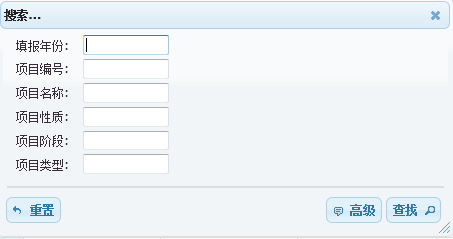 搜索...
填报年份:
项目编号:
项目名称:
项目性质:
项目阶段:
项目类型:
重置 高级 查找